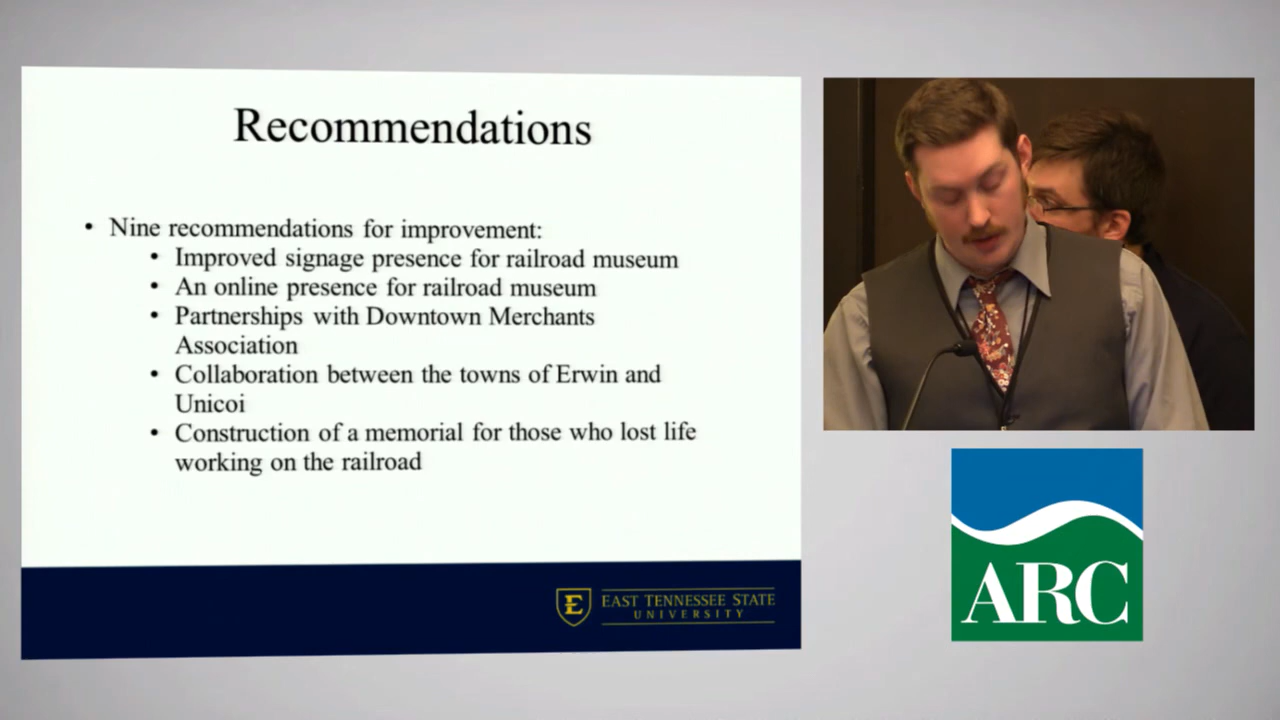 Recommendations
• Nine recommendations for improvement:
• Improved signage presence for railroad museum
• An online presence for railroad museum
• Partnerships with Downtown Merchants
Association
• Collaboration between the towns of Erwin and
Unicoi
• Construction of a memorial for those who lost life
working on the railroad
E
EAST TENNESSEE STATE
UNIVERSITY
ARC